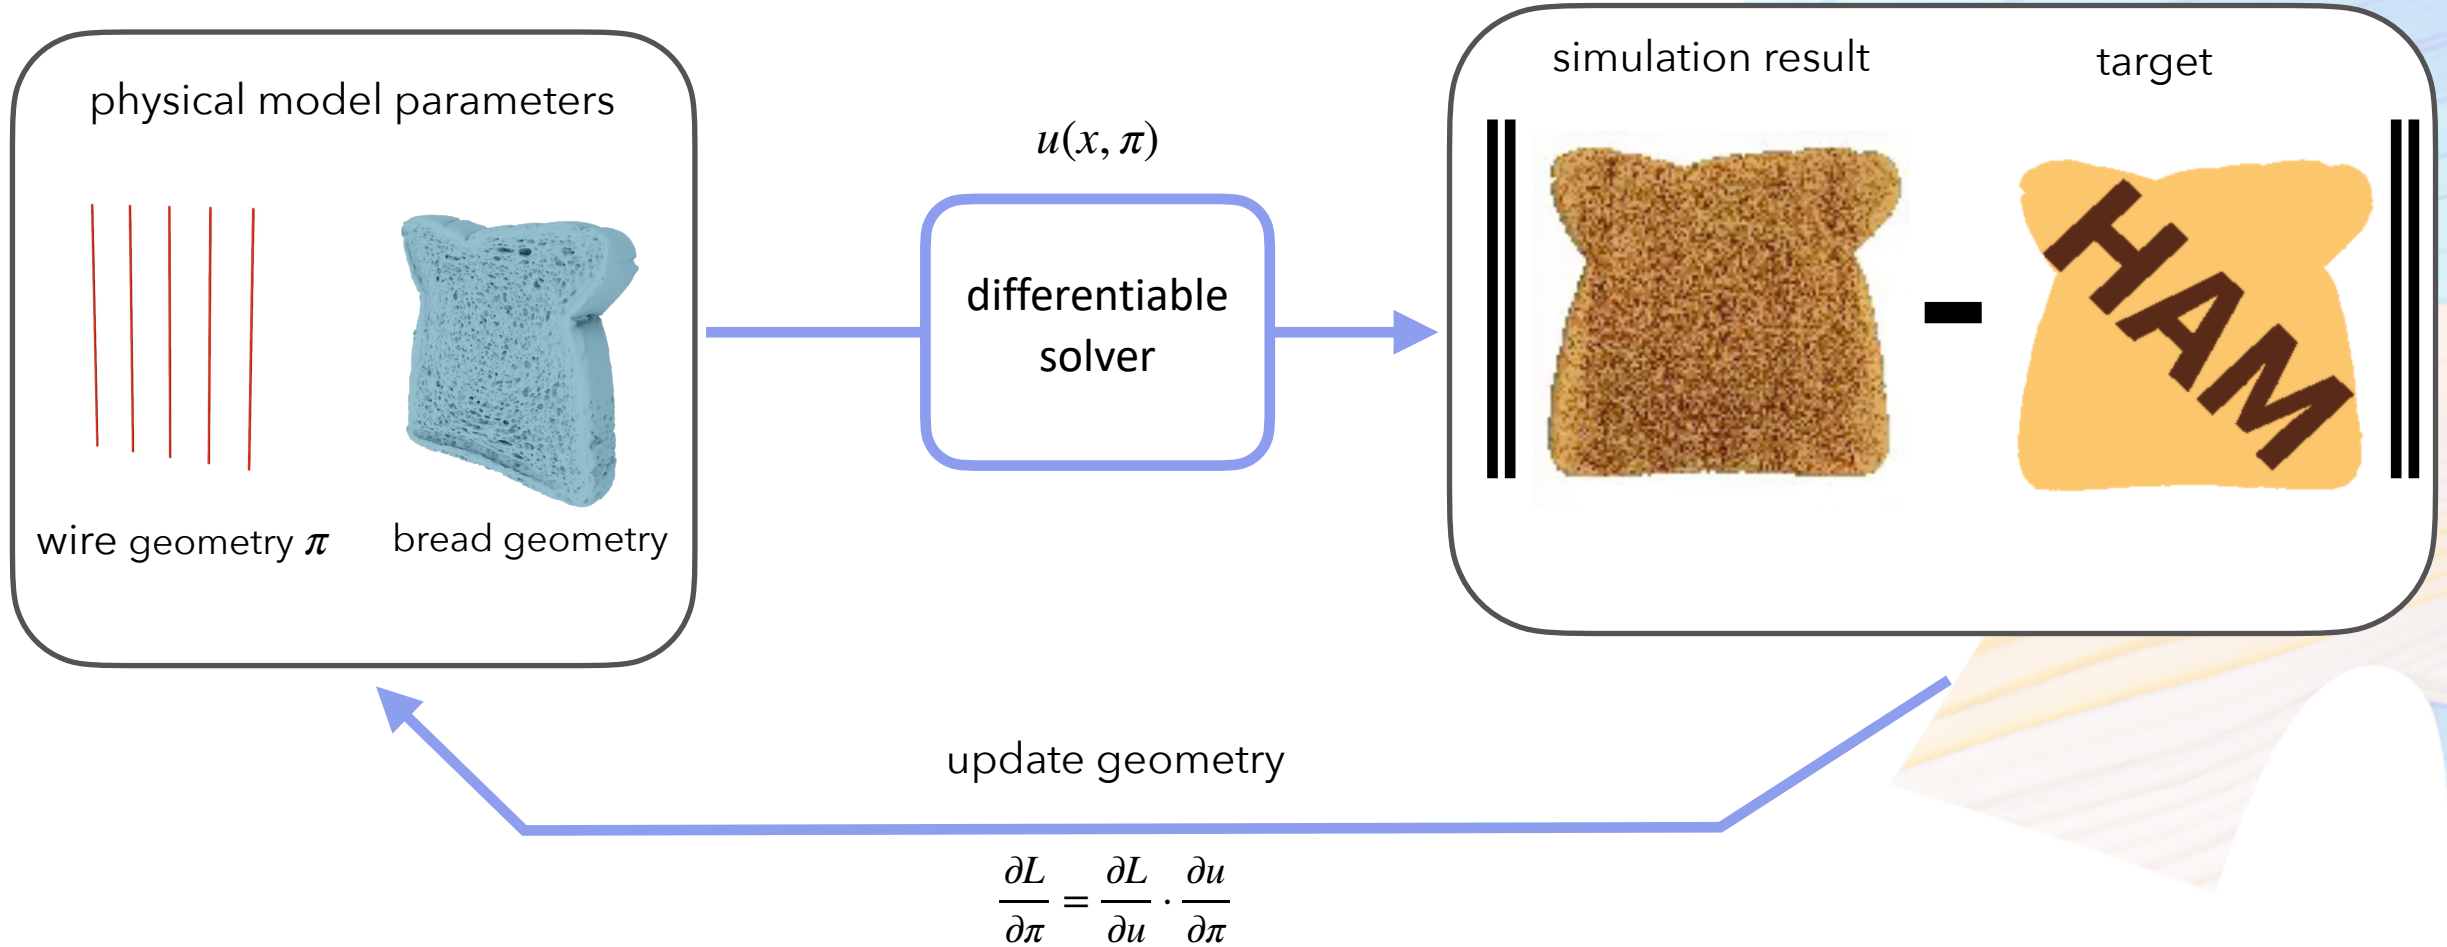 physical model parameters
wire geometry π
bread geometry
u(x, π)
differentiable
solver
simulation result
target
HAM
update geometry
∂L/∂π = ∂L/∂u · ∂u/∂π